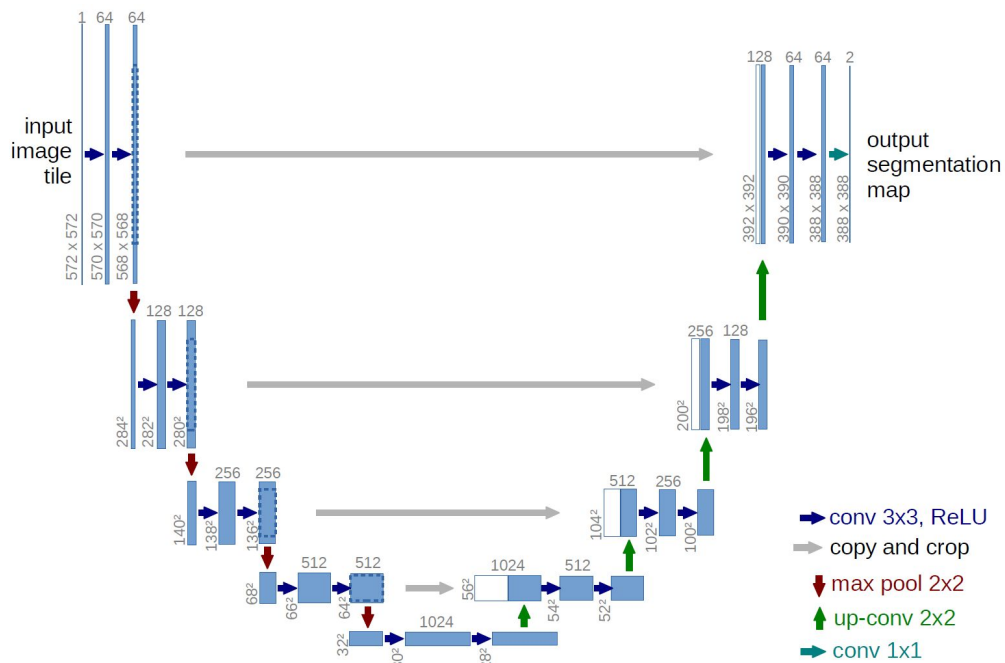 1 64 64
128 64 64 2
input
image
tile
output
segmentation
map
572 x 572
570 x 570
568 x 568
392 x 392
390 x 390
388 x 388
388 x 388
128 128
256 128
284²
282²
280²
200²
198²
196²
256 256
512 256
140²
138²
136²
104²
102²
100²
512 512
1024 512
68²
66²
64²
56²
54²
52²
1024
32²
conv 3x3, ReLU
copy and crop
max pool 2x2
up-conv 2x2
conv 1x1